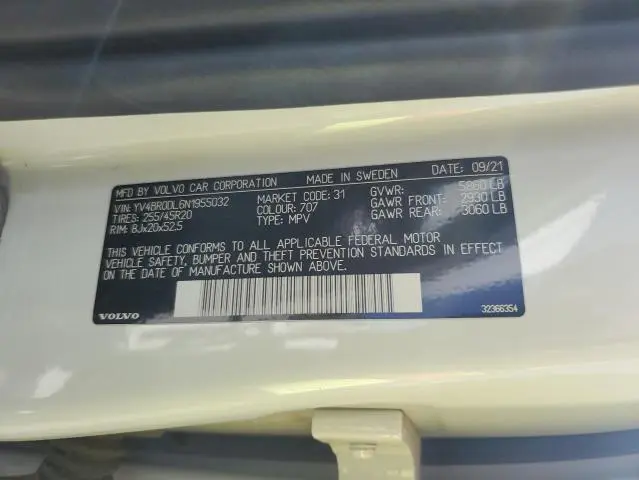 MFD BY VOLVO CAR CORPORATION MADE IN SWEDEN DATE: 09/21
VIN: YV4BR0DL6N1955032 MARKET CODE: 31 GVWR: 5860 LB
TIRES: 255/45R20 COLOUR: 707 GAWR FRONT: 2930 LB
RIM: 8Jx20x52.5 TYPE: MPV GAWR REAR: 3060 LB
THIS VEHICLE CONFORMS TO ALL APPLICABLE FEDERAL MOTOR
VEHICLE SAFETY, BUMPER AND THEFT PREVENTION STANDARDS IN EFFECT
ON THE DATE OF MANUFACTURE SHOWN ABOVE.
VOLVO 32366354